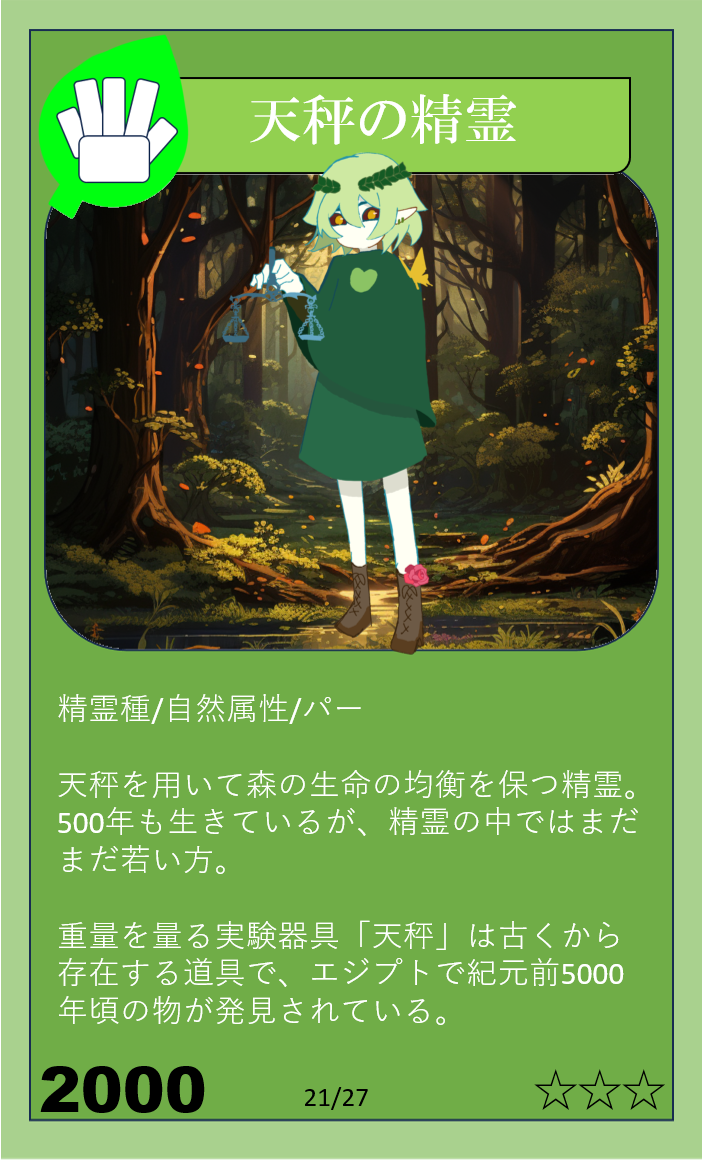 天秤の精霊
精霊種/自然属性/パー
天秤を用いて森の生命の均衡を保つ精霊。
500年も生きているが、精霊の中ではまだ
まだ若い方。
重量を量る実験器具「天秤」は古くから
存在する道具で、エジプトで紀元前5000
年頃の物が発見されている。
2000
21/27
☆☆☆